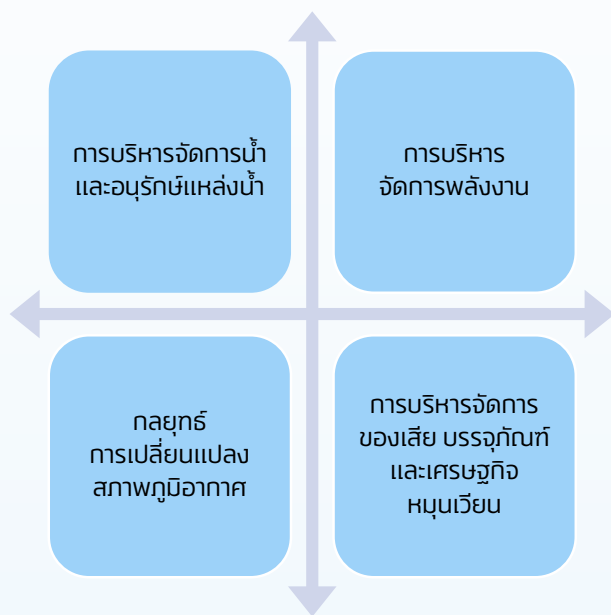 การบริหารจัดการน้ำ
และอนุรักษ์แหล่งน้ำ
การบริหาร
จัดการพลังงาน
กลยุทธ์
การเปลี่ยนแปลง
สภาพภูมิอากาศ
การบริหารจัดการ
ของเสีย บรรจุภัณฑ์
และเศรษฐกิจ
หมุนเวียน